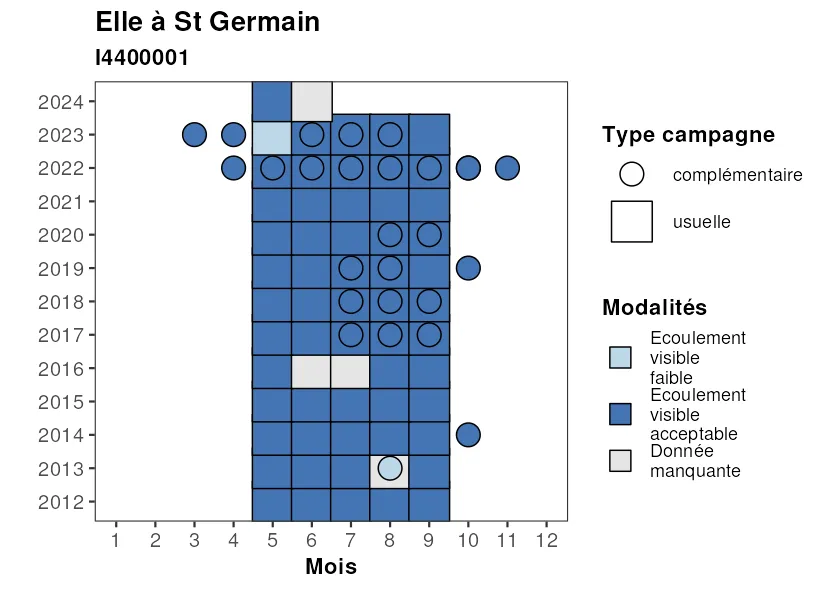 Elle à St Germain
I4400001
2024
2023
2022
2021
2020
2019
2018
2017
2016
2015
2014
2013
2012
1 2 3 4 5 6 7 8 9 10 11 12
Mois
Type campagne
complémentaire
usuelle
Modalités
Ecoulement
visible
faible
Ecoulement
visible
acceptable
Donnée
manquante